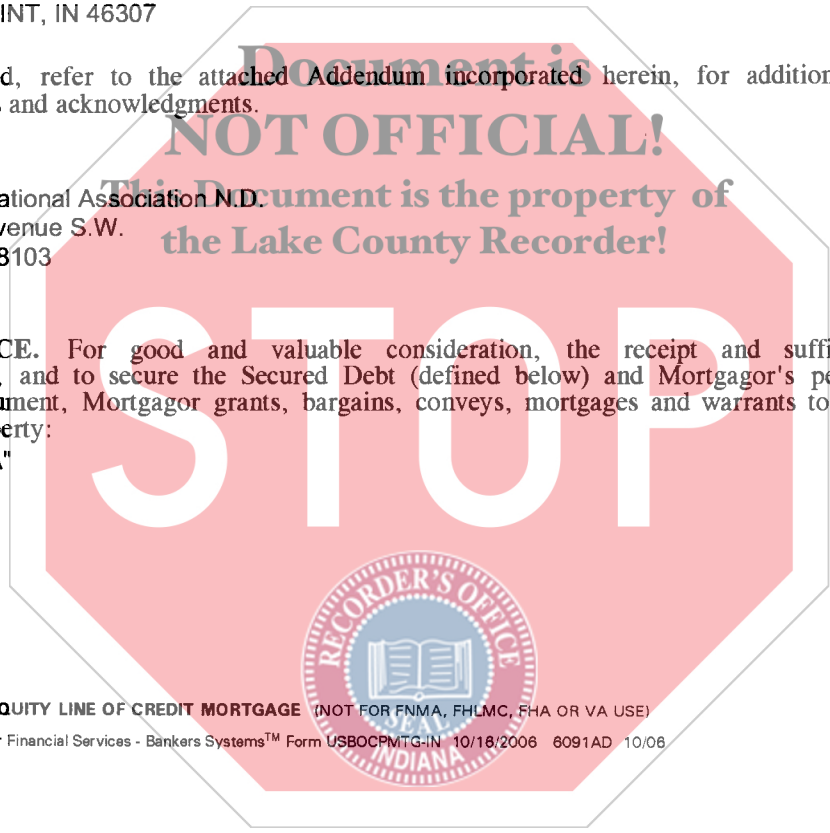 INT, IN 46307
Document is
d, refer to the attached Addendum incorporated herein, for addition
and acknowledgments.
NOT OFFICIAL!
This Document is the property of
ational Association N.D.
venue S.W.
the Lake County Recorder!
8103
CE. For good and valuable consideration, the receipt and suffi
, and to secure the Secured Debt (defined below) and Mortgagor's pe
ument, Mortgagor grants, bargains, conveys, mortgages and warrants to
erty:
"
STOP
RECORDER'S OFFICE
SEAL
INDIANA
QUITY LINE OF CREDIT MORTGAGE (NOT FOR FNMA, FHLMC, FHA OR VA USE)
Financial Services - Bankers Systems™ Form USBOCPMTG-IN 10/16/2006 6091AD 10/06